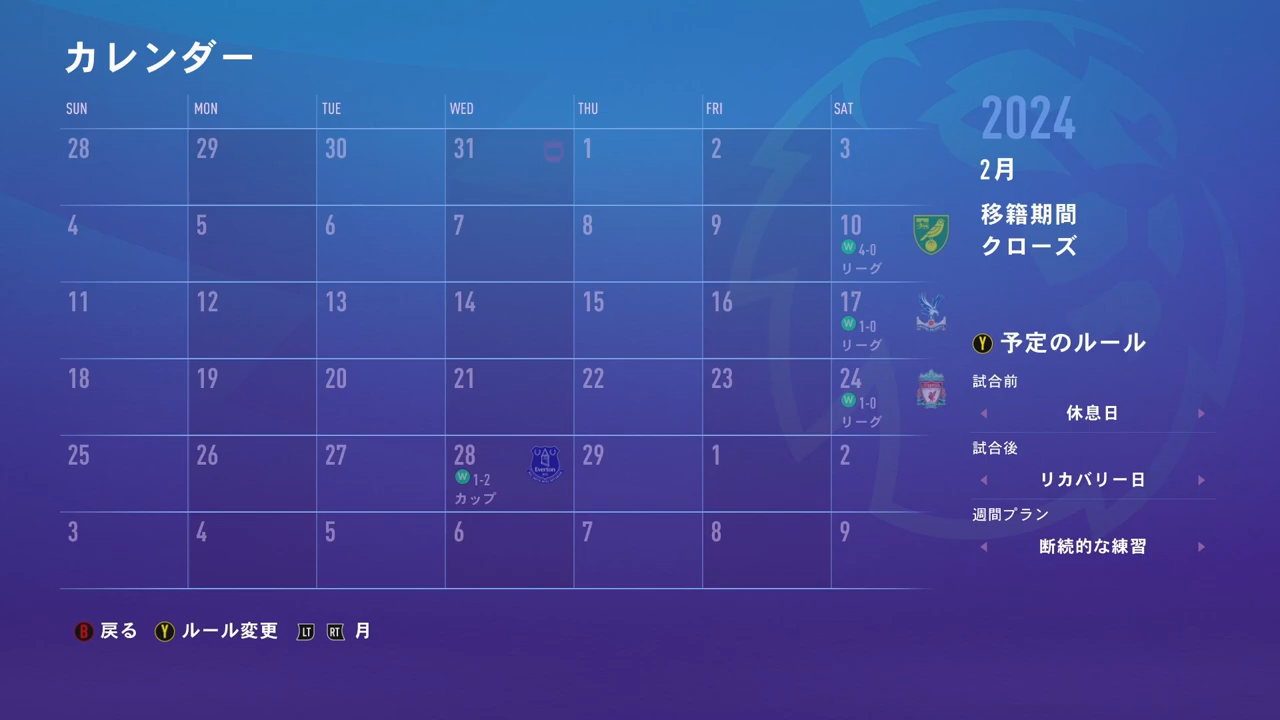 カレンダー
SUN MON TUE WED THU FRI SAT
28 29 30 31 1 2 3
4 5 6 7 8 9 10
W 4-0
リーグ
11 12 13 14 15 16 17
W 1-0
リーグ
18 19 20 21 22 23 24
W 1-0
リーグ
25 26 27 28 29 1 2
W 1-2
カップ
Everton
3 4 5 6 7 8 9
2024
2月
移籍期間
クローズ
Y 予定のルール
試合前
休息日
試合後
リカバリー日
週間プラン
断続的な練習
B 戻る Y ルール変更 LT RT 月